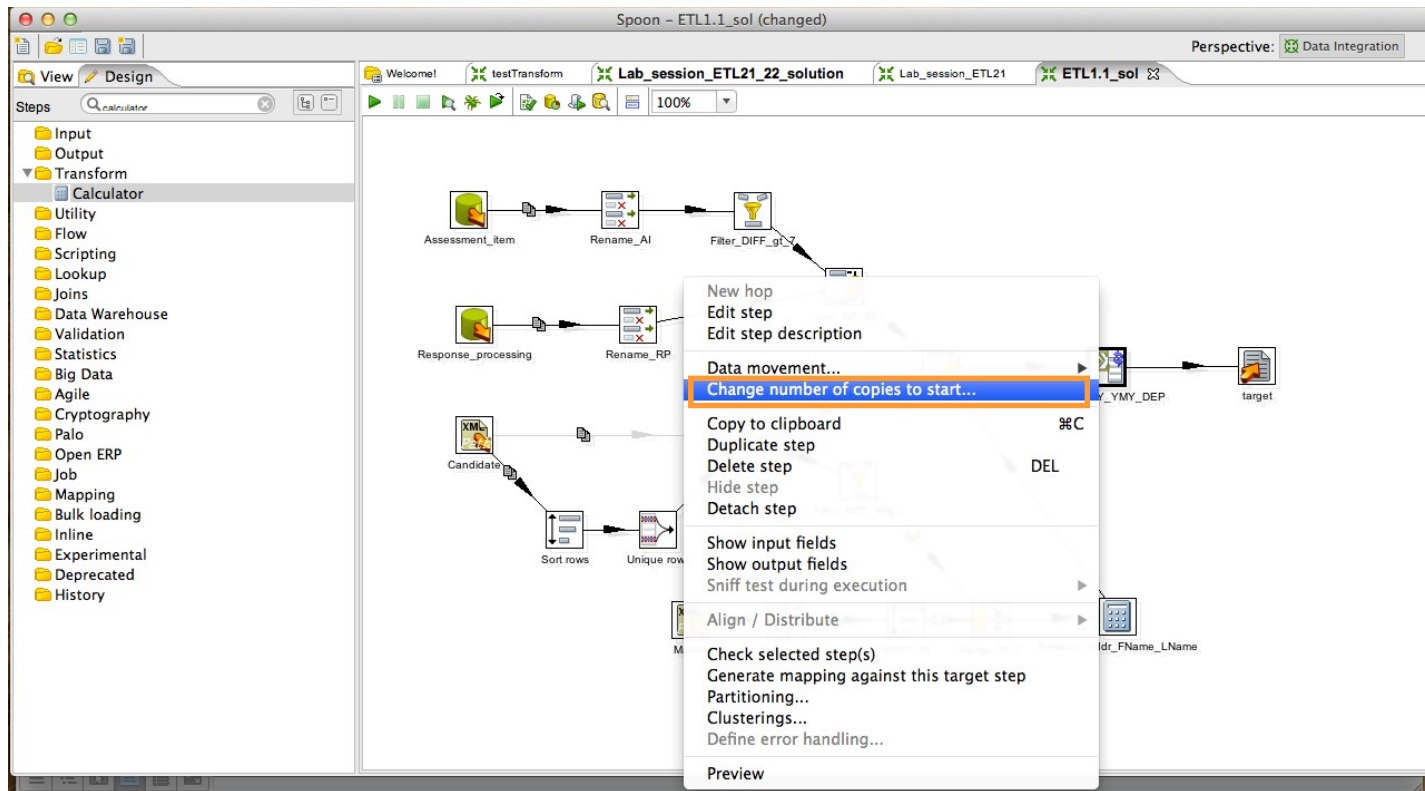 Spoon – ETL1.1_sol (changed)
Perspective: Data Integration
View Design
Welcome! testTransform Lab_session_ETL21_22_solution Lab_session_ETL21 ETL1.1_sol
Steps calculator
100%
Input
Output
Transform
Calculator
Utility
Flow
Scripting
Lookup
Joins
Data Warehouse
Validation
Statistics
Big Data
Agile
Cryptography
Palo
Open ERP
Job
Mapping
Bulk loading
Inline
Experimental
Deprecated
History
Assessment_item Rename_AI Filter_DIFF_gt_7
Response_processing Rename_RP
Candidate
Sort rows Unique row
Y_YMY_DEP target
ddr_FName_LName
New hop
Edit step
Edit step description
Data movement...
Change number of copies to start...
Copy to clipboard ⌘C
Duplicate step
Delete step DEL
Hide step
Detach step
Show input fields
Show output fields
Sniff test during execution
Align / Distribute
Check selected step(s)
Generate mapping against this target step
Partitioning...
Clusterings...
Define error handling...
Preview